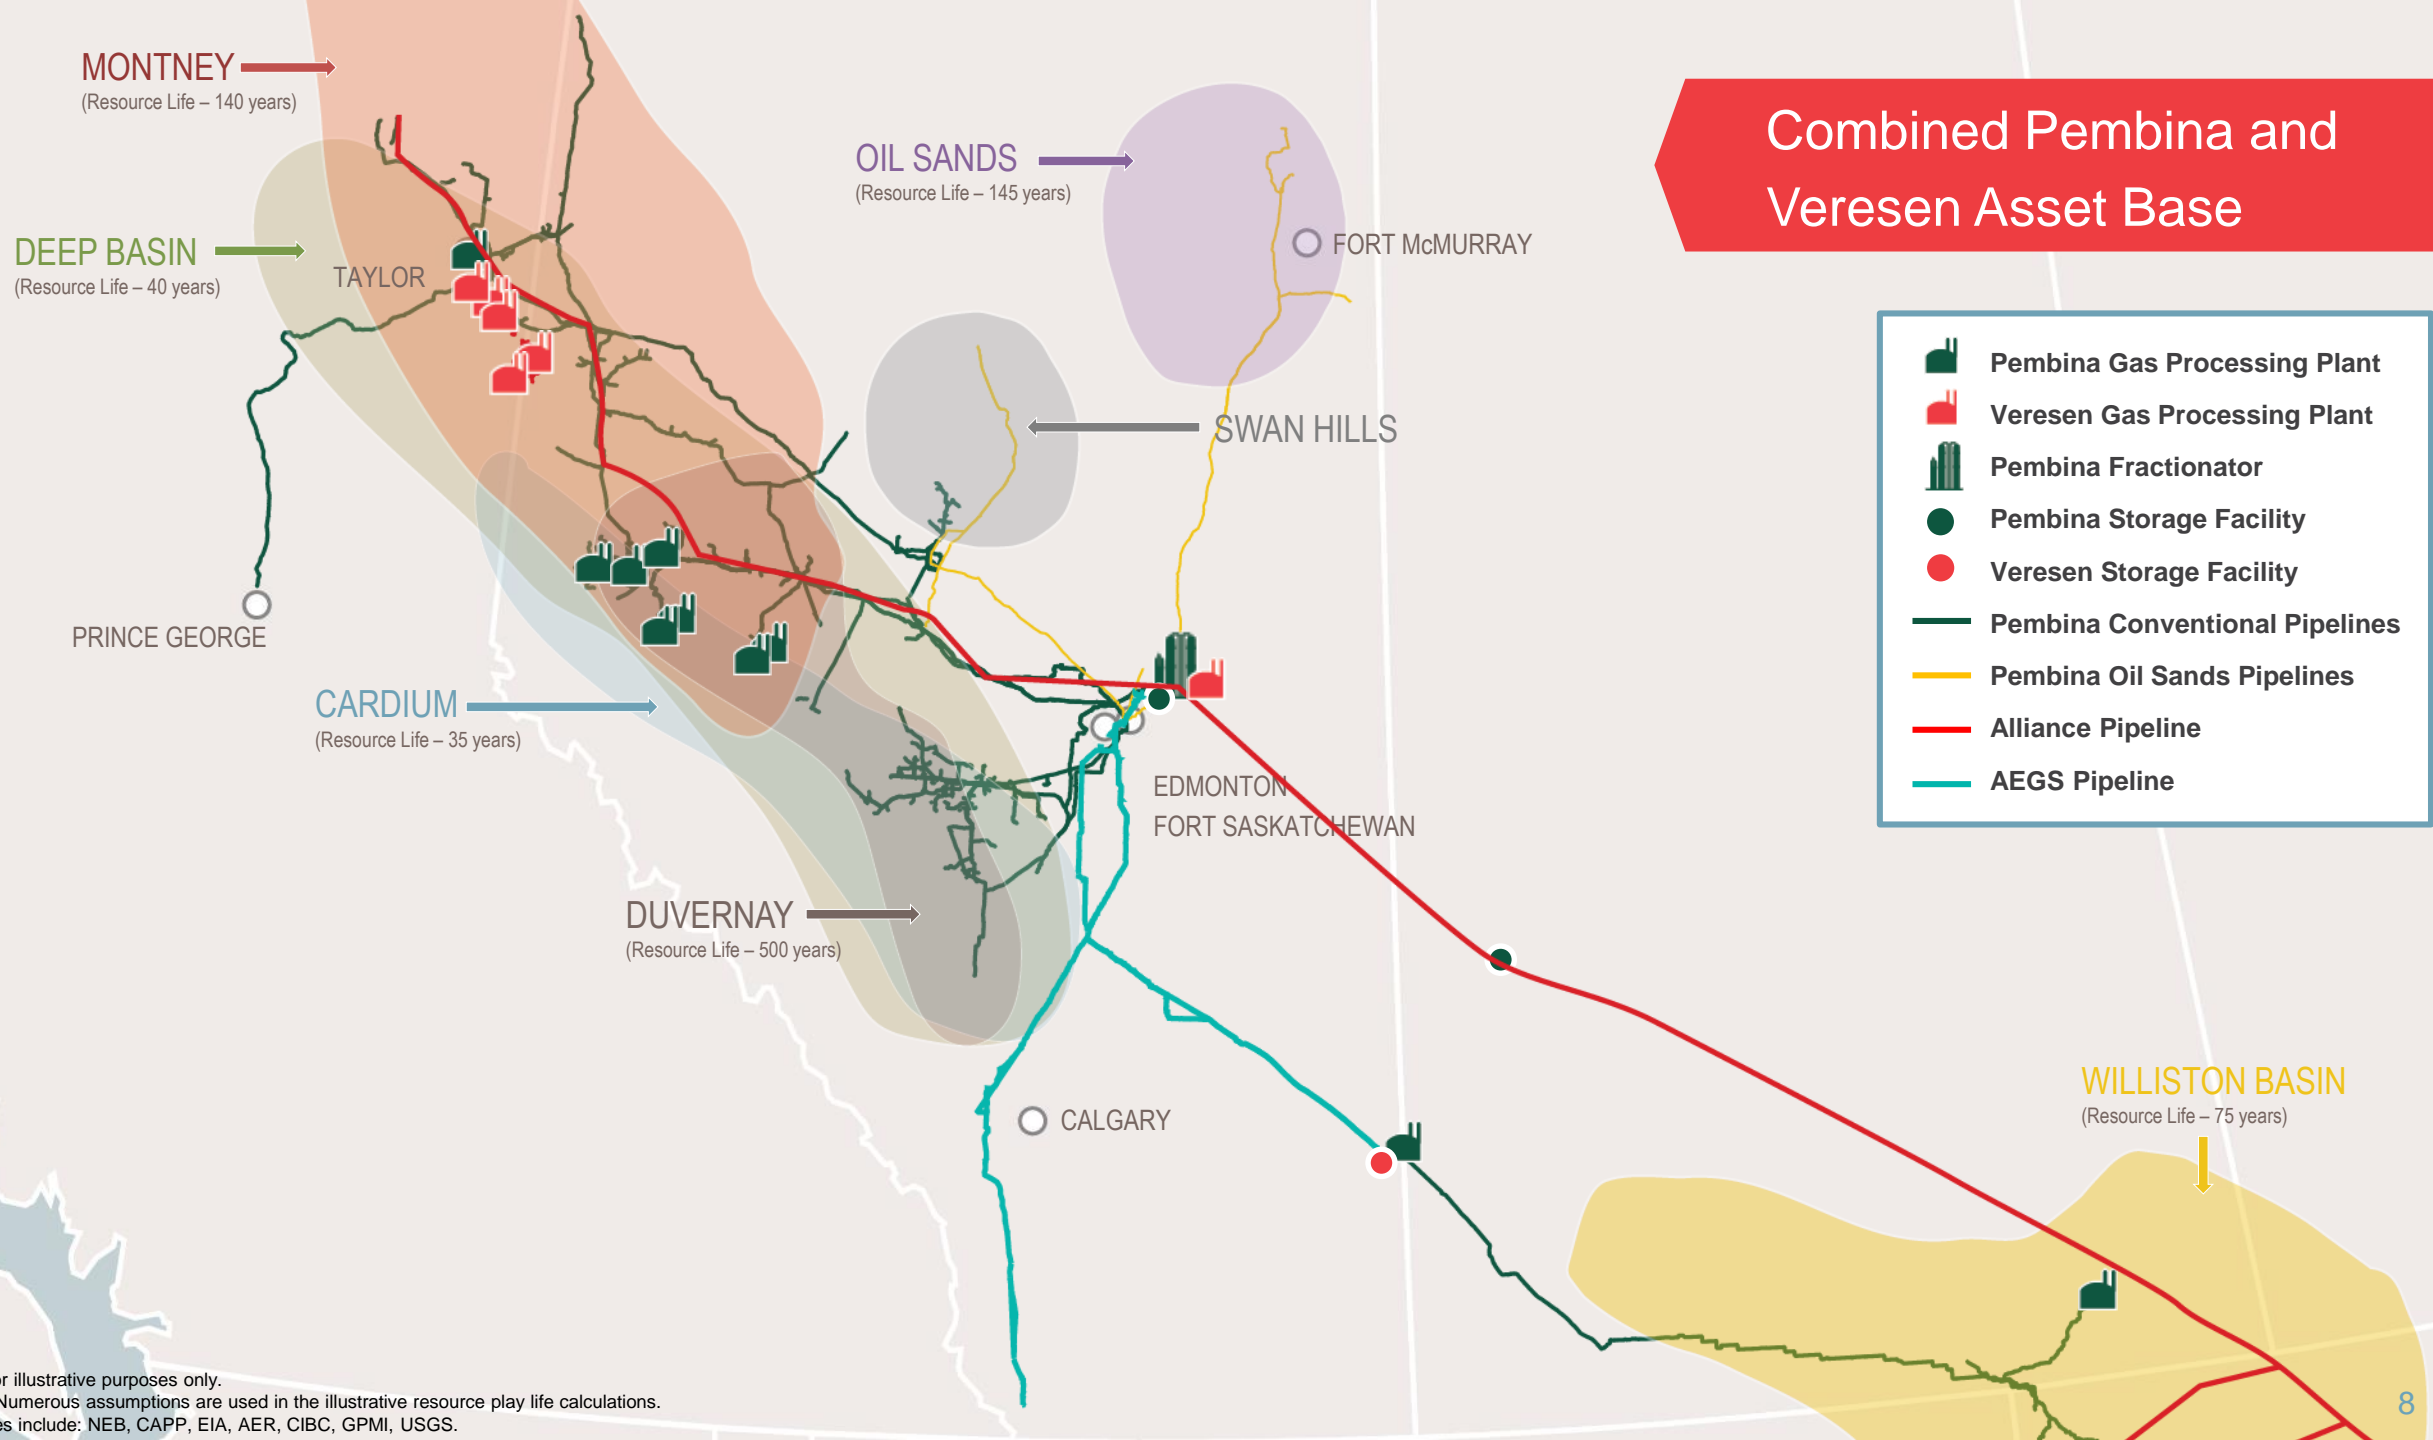 Combined Pembina and
Veresen Asset Base
MONTNEY
(Resource Life – 140 years)
OIL SANDS
(Resource Life – 145 years)
DEEP BASIN
(Resource Life – 40 years)
TAYLOR
FORT McMURRAY
SWAN HILLS
PRINCE GEORGE
CARDIUM
(Resource Life – 35 years)
EDMONTON
FORT SASKATCHEWAN
DUVERNAY
(Resource Life – 500 years)
CALGARY
WILLISTON BASIN
(Resource Life – 75 years)
Pembina Gas Processing Plant
Veresen Gas Processing Plant
Pembina Fractionator
Pembina Storage Facility
Veresen Storage Facility
Pembina Conventional Pipelines
Pembina Oil Sands Pipelines
Alliance Pipeline
AEGS Pipeline
illustrative purposes only.
Numerous assumptions are used in the illustrative resource play life calculations.
include: NEB, CAPP, EIA, AER, CIBC, GPMI, USGS.
8